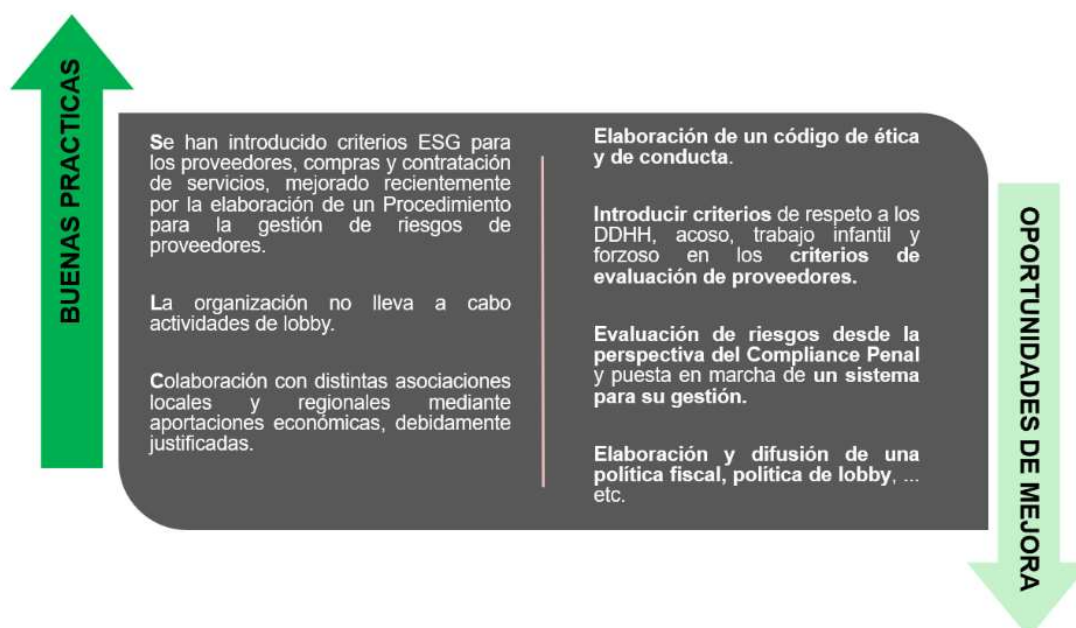 BUENAS PRACTICAS
Se han introducido criterios ESG para
los proveedores, compras y contratación
de servicios, mejorado recientemente
por la elaboración de un Procedimiento
para la gestión de riesgos de
proveedores.
La organización no lleva a cabo
actividades de lobby.
Colaboración con distintas asociaciones
locales y regionales mediante
aportaciones económicas, debidamente
justificadas.
Elaboración de un código de ética
y de conducta.
Introducir criterios de respeto a los
DDHH, acoso, trabajo infantil y
forzoso en los criterios de
evaluación de proveedores.
Evaluación de riesgos desde la
perspectiva del Compliance Penal
y puesta en marcha de un sistema
para su gestión.
Elaboración y difusión de una
política fiscal, política de lobby, ...
etc.
OPORTUNIDADES DE MEJORA